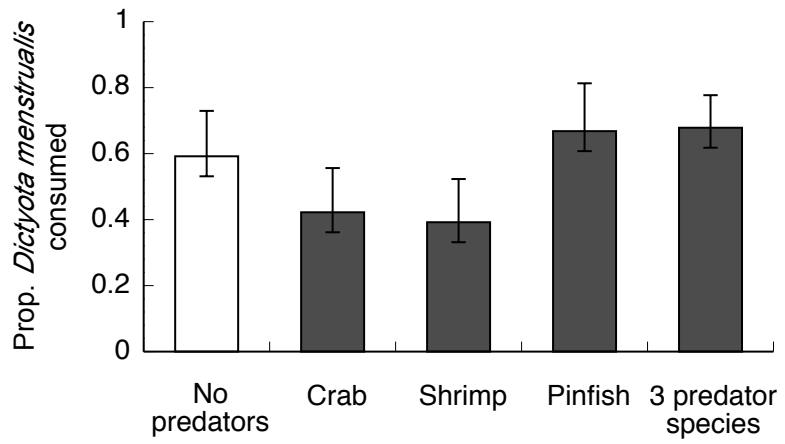 Prop. Dictyota menstrualis
consumed
1
0.8
0.6
0.4
0.2
0
No
predators
Crab
Shrimp
Pinfish
3 predator
species